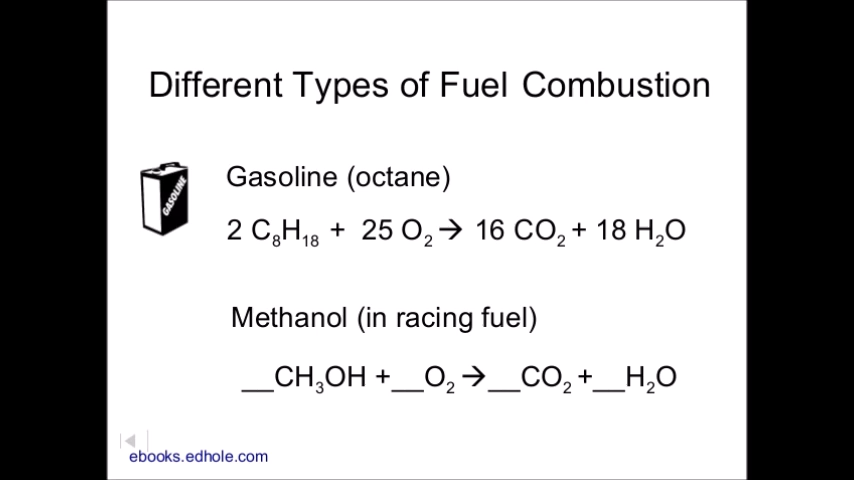 Different Types of Fuel Combustion
GASOLINE
Gasoline (octane)
2 C₈H₁₈ + 25 O₂ → 16 CO₂ + 18 H₂O
Methanol (in racing fuel)
__CH₃OH +__O₂ →__CO₂ +__H₂O
ebooks.edhole.com